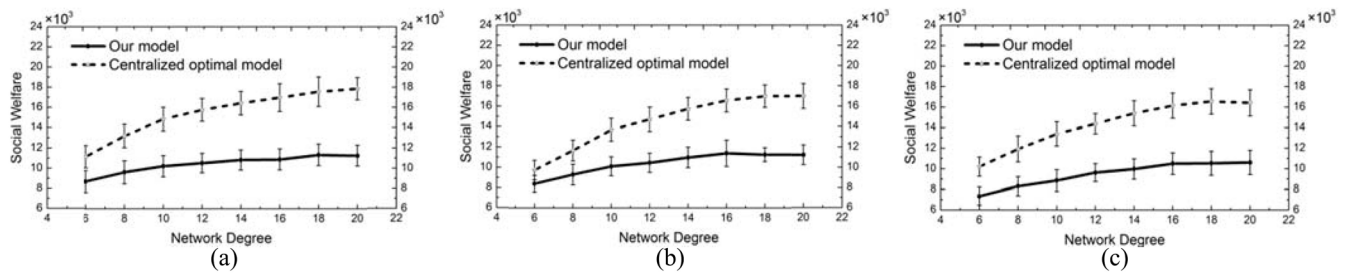 ×10³ ×10³
24 24
22 22
20 20
18 18
16 16
14 14
12 12
10 10
8 8
6 6
Our model
Centralized optimal model
Social Welfare
4 6 8 10 12 14 16 18 20 22
Network Degree
(a)
×10³ ×10³
24 24
22 22
20 20
18 18
16 16
14 14
12 12
10 10
8 8
6 6
Our model
Centralized optimal model
Social Welfare
4 6 8 10 12 14 16 18 20 22
Network Degree
(b)
×10³ ×10³
24 24
22 22
20 20
18 18
16 16
14 14
12 12
10 10
8 8
6 6
Our model
Centralized optimal model
Social Welfare
4 6 8 10 12 14 16 18 20 22
Network Degree
(c)